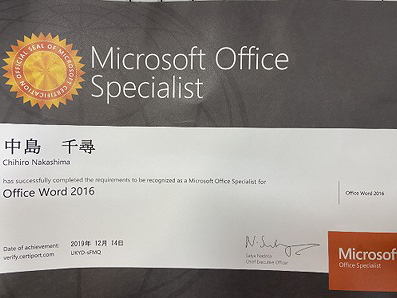 OFFICIAL SEAL OF MICROSOFT CERTIFICATION
Microsoft Office
Specialist
中島　千尋
Chihiro Nakashima
has successfully completed the requirements to be recognized as a Microsoft Office Specialist for
Office Word 2016
Office Word 2016
Date of achievement: 2019年 12月 14日
verify.certiport.com
Satya Nadella
Chief Executive Officer
Microsoft
Office Specialist